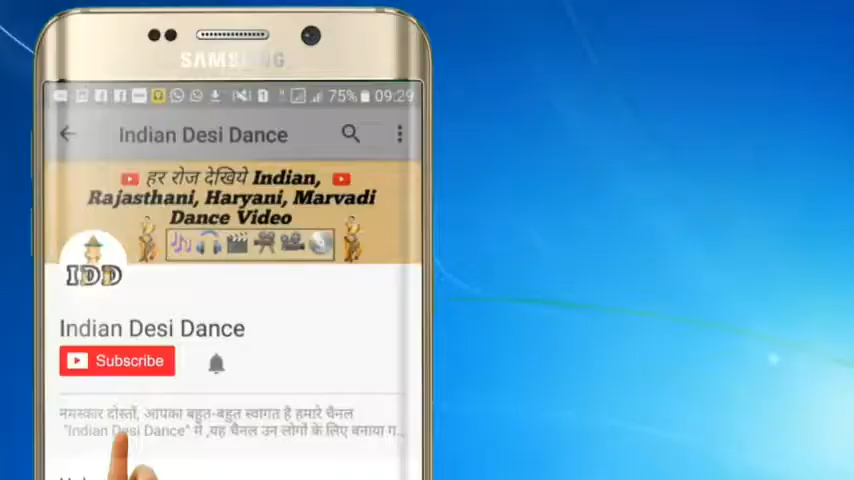 SAMSUNG
75% 09:29
Indian Desi Dance
हर रोज देखिये Indian,
Rajasthani, Haryani, Marvadi
Dance Video
IDD
Indian Desi Dance
Subscribe
नमस्कार दोस्तों, आपका बहुत-बहुत स्वागत है हमारे चैनल
"Indian Desi Dance" में ,यह चैनल उन लोगों के लिए बनाया ग...